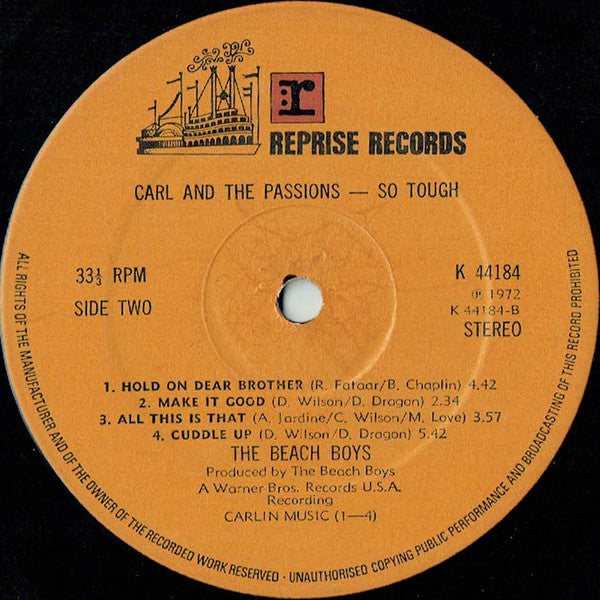 r
REPRISE RECORDS
CARL AND THE PASSIONS — SO TOUGH
33⅓ RPM
SIDE TWO
K 44184
℗ 1972
K 44184-B
STEREO
1. HOLD ON DEAR BROTHER (R. Fataar/B. Chaplin) 4.42
2. MAKE IT GOOD (D. Wilson/D. Dragon) 2.34
3. ALL THIS IS THAT (A. Jardine/C. Wilson/M. Love) 3.57
4. CUDDLE UP (D. Wilson/D. Dragon) 5.42
THE BEACH BOYS
Produced by The Beach Boys
A Warner Bros. Records U.S.A.
Recording
CARLIN MUSIC (1—4)
ALL RIGHTS OF THE MANUFACTURER AND OF THE OWNER OF THE RECORDED WORK RESERVED · UNAUTHORISED COPYING PUBLIC PERFORMANCE AND BROADCASTING OF THIS RECORD PROHIBITED